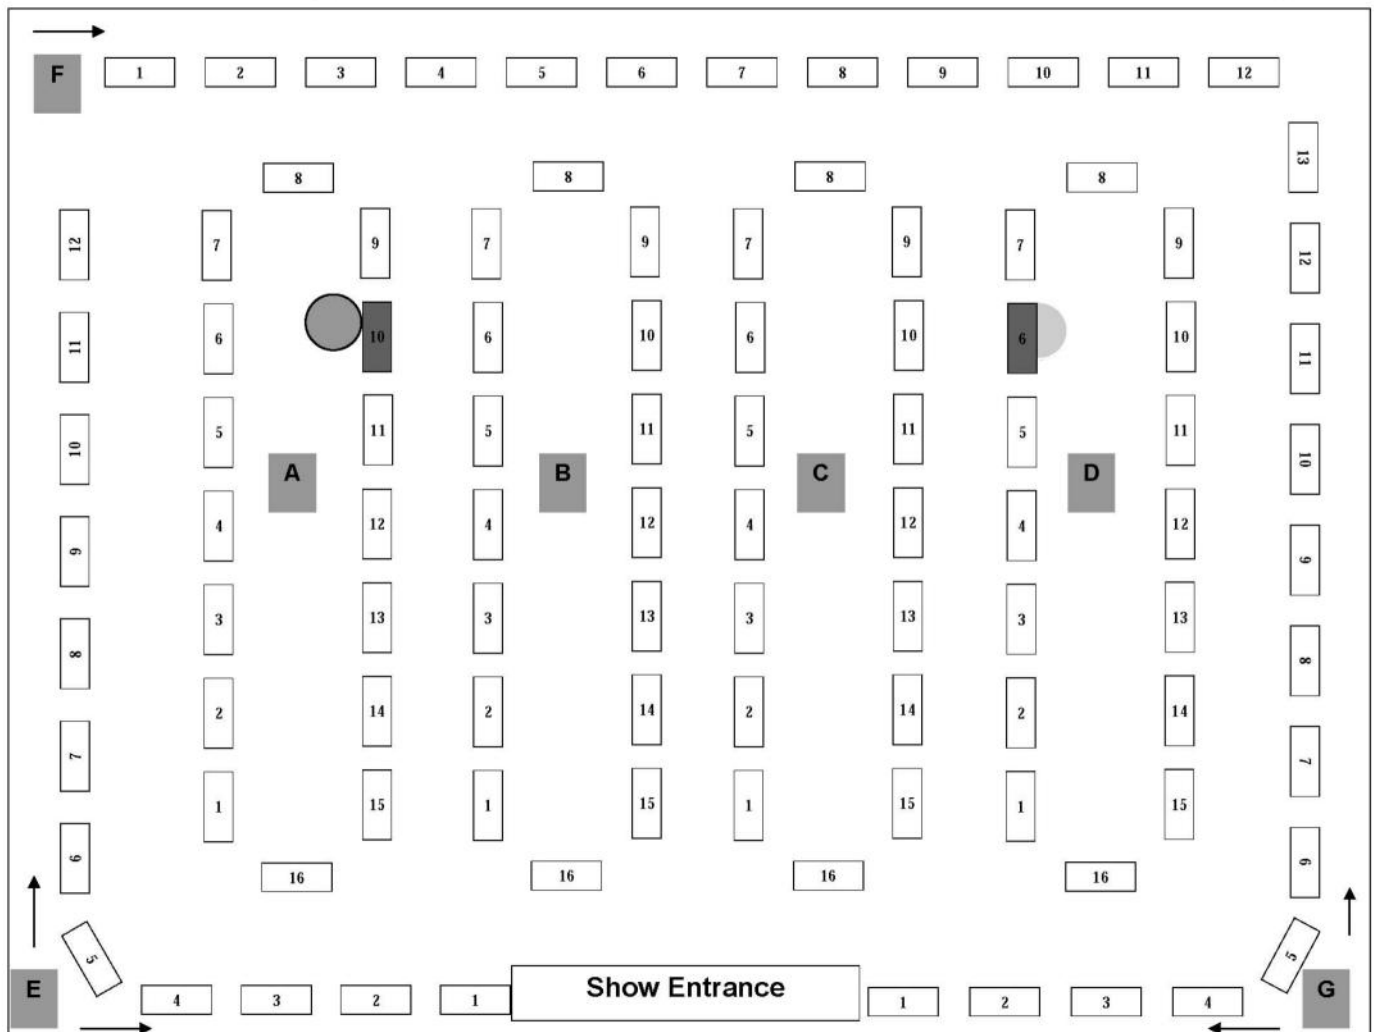 F 1 2 3 4 5 6 7 8 9 10 11 12
13
8 8 8 8
12 7 9 7 9 7 9 7 9 12
11 6 10 6 10 6 10 6 10 11
10 5 11 5 11 5 11 5 11 10
A B C D
9 4 12 4 12 4 12 4 12 9
8 3 13 3 13 3 13 3 13 8
7 2 14 2 14 2 14 2 14 7
6 1 15 1 15 1 15 1 15 6
16 16 16 16
5 5
E 4 3 2 1 Show Entrance 1 2 3 4 G